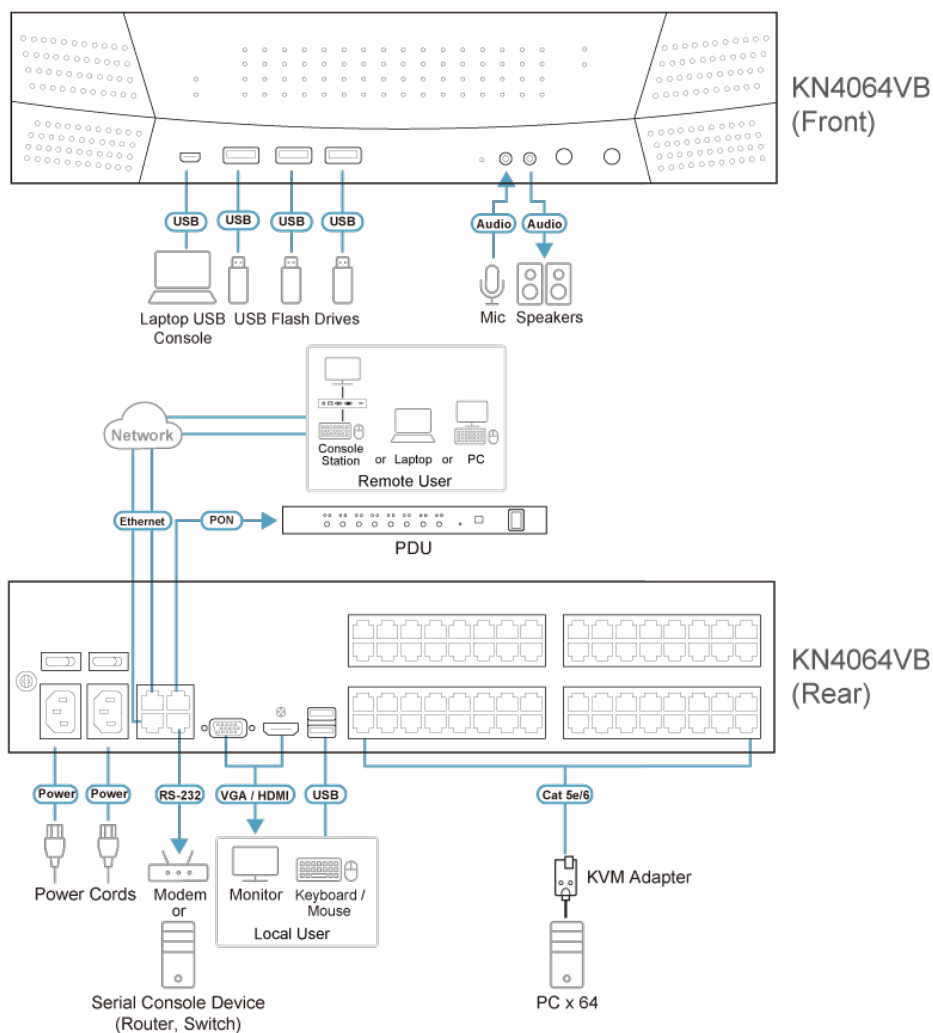 KN4064VB
(Front)
USB
USB
USB
USB
Audio
Audio
Laptop USB
Console
USB Flash Drives
Mic
Speakers
Network
Console
Station
or
Laptop
or
PC
Remote User
Ethernet
PON
PDU
KN4064VB
(Rear)
Power
Power
RS-232
VGA / HDMI
USB
Cat 5e/6
Power Cords
Modem
or
Monitor
Keyboard /
Mouse
Local User
KVM Adapter
Serial Console Device
(Router, Switch)
PC x 64